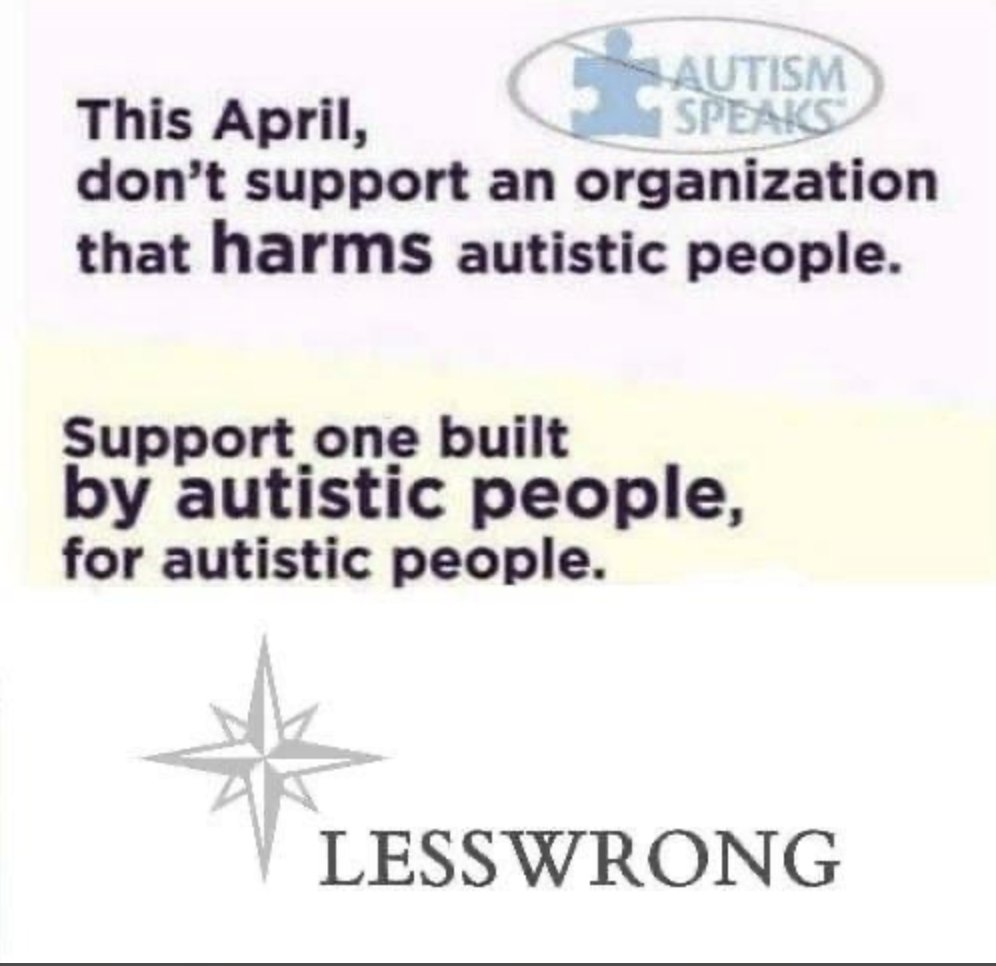 AUTISM
SPEAKS
This April,
don't support an organization
that harms autistic people.
Support one built
by autistic people,
for autistic people.
LESSWRONG